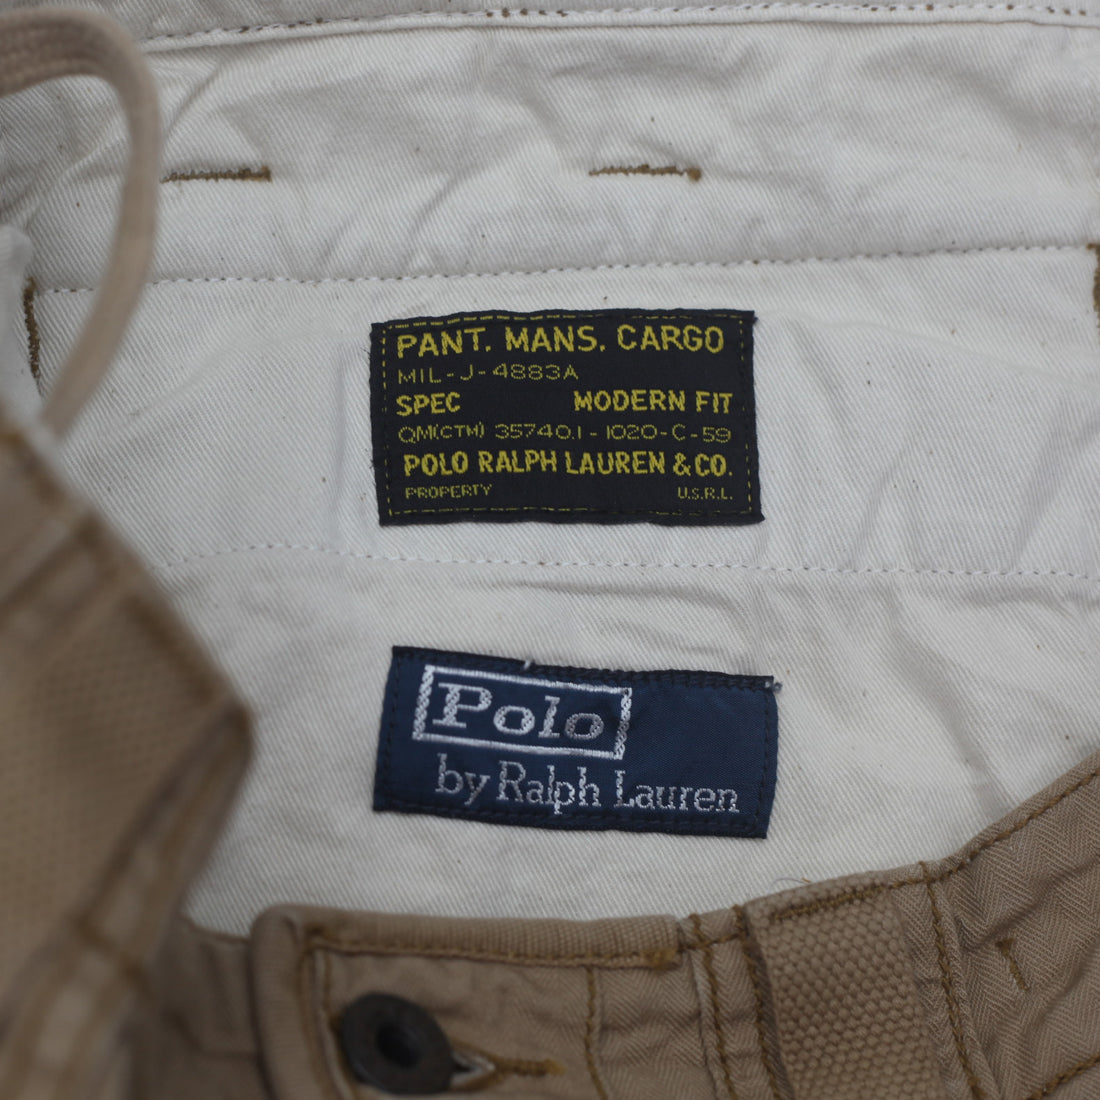 PANT. MANS. CARGO
MIL-J-4883A
SPEC MODERN FIT
QM(CTM) 35740.1-1020-C-59
POLO RALPH LAUREN & CO.
PROPERTY U.S.R.L.
Polo
by Ralph Lauren